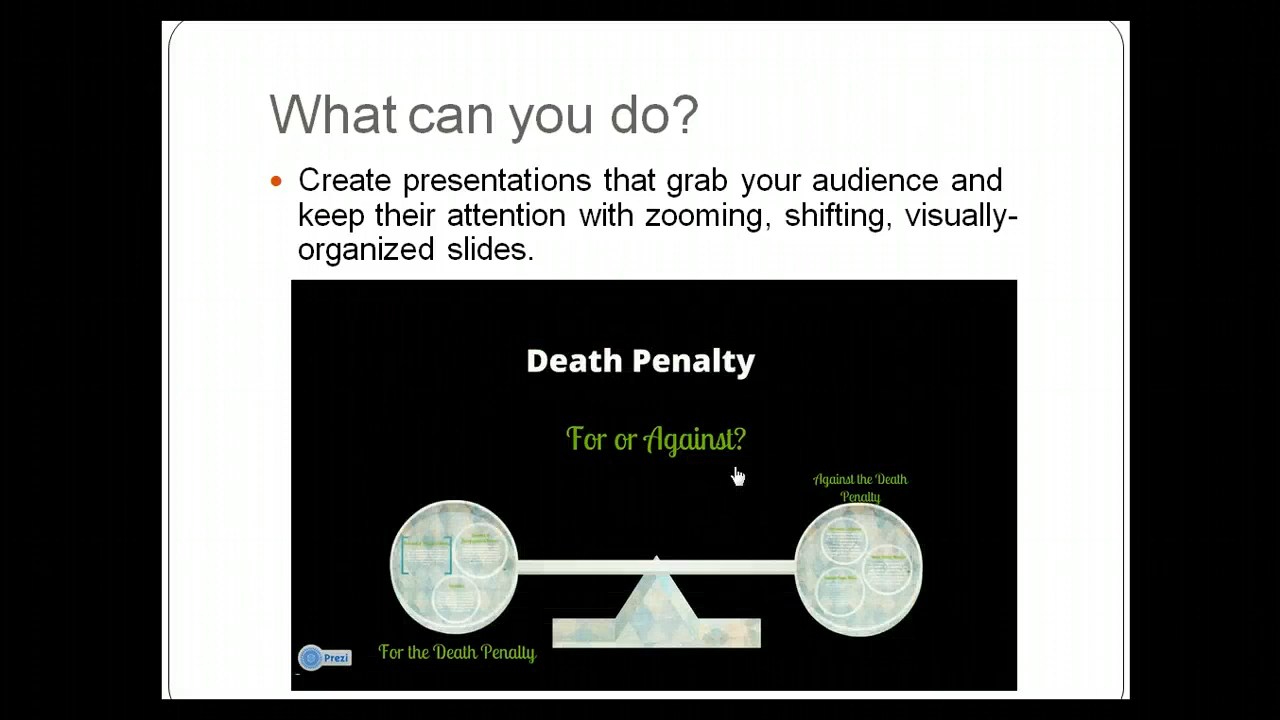 What can you do?
Create presentations that grab your audience and
keep their attention with zooming, shifting, visually-
organized slides.
Death Penalty
For or Against?
Against the Death
Penalty
For the Death Penalty
Prezi